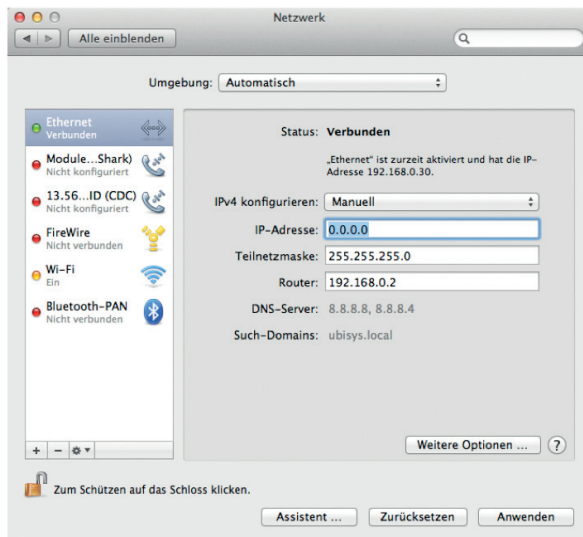 Netzwerk
Alle einblenden
Umgebung: Automatisch
Ethernet
Verbunden
Module...Shark)
Nicht konfiguriert
13.56...ID (CDC)
Nicht konfiguriert
FireWire
Nicht verbunden
Wi-Fi
Ein
Bluetooth-PAN
Nicht verbunden
Status: Verbunden
„Ethernet“ ist zurzeit aktiviert und hat die IP-
Adresse 192.168.0.30.
IPv4 konfigurieren: Manuell
IP-Adresse: 0.0.0.0
Teilnetzmaske: 255.255.255.0
Router: 192.168.0.2
DNS-Server: 8.8.8.8, 8.8.8.4
Such-Domains: ubisys.local
Weitere Optionen ... ?
Zum Schützen auf das Schloss klicken.
Assistent ... Zurücksetzen Anwenden